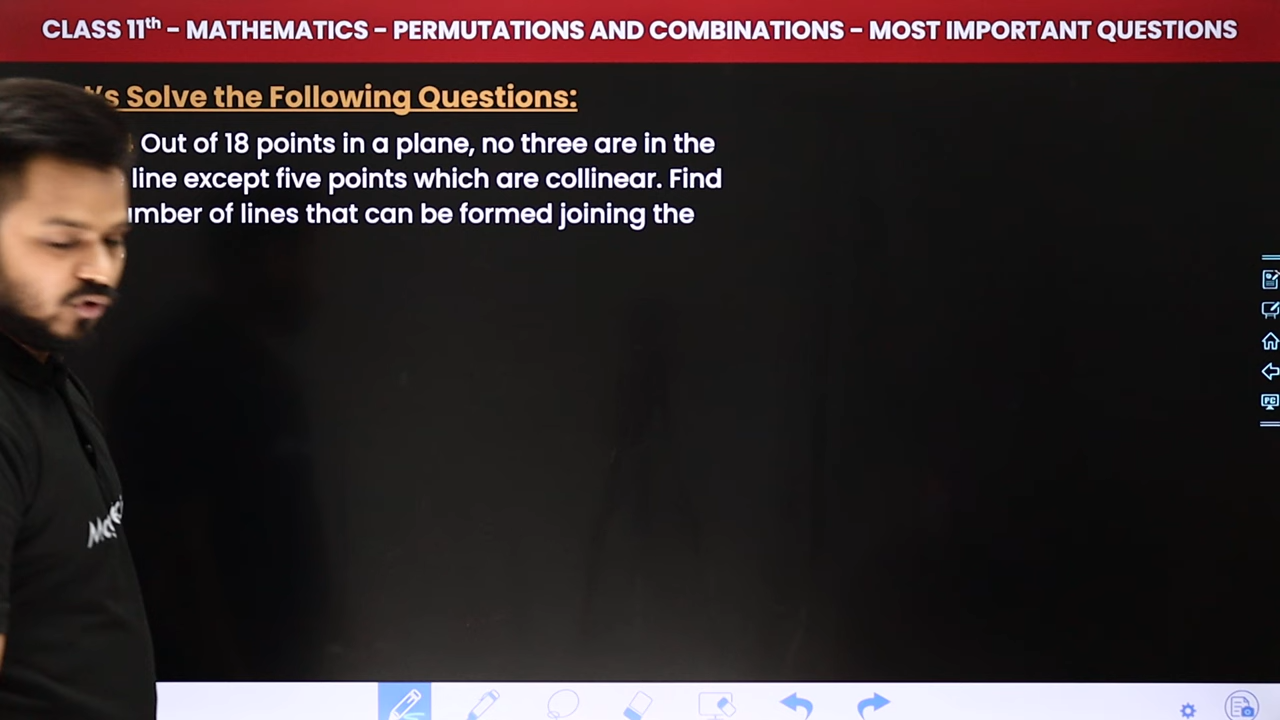 CLASS 11th – MATHEMATICS – PERMUTATIONS AND COMBINATIONS – MOST IMPORTANT QUESTIONS
Solve the Following Questions:
Out of 18 points in a plane, no three are in the
line except five points which are collinear. Find
of lines that can be formed joining the
PC